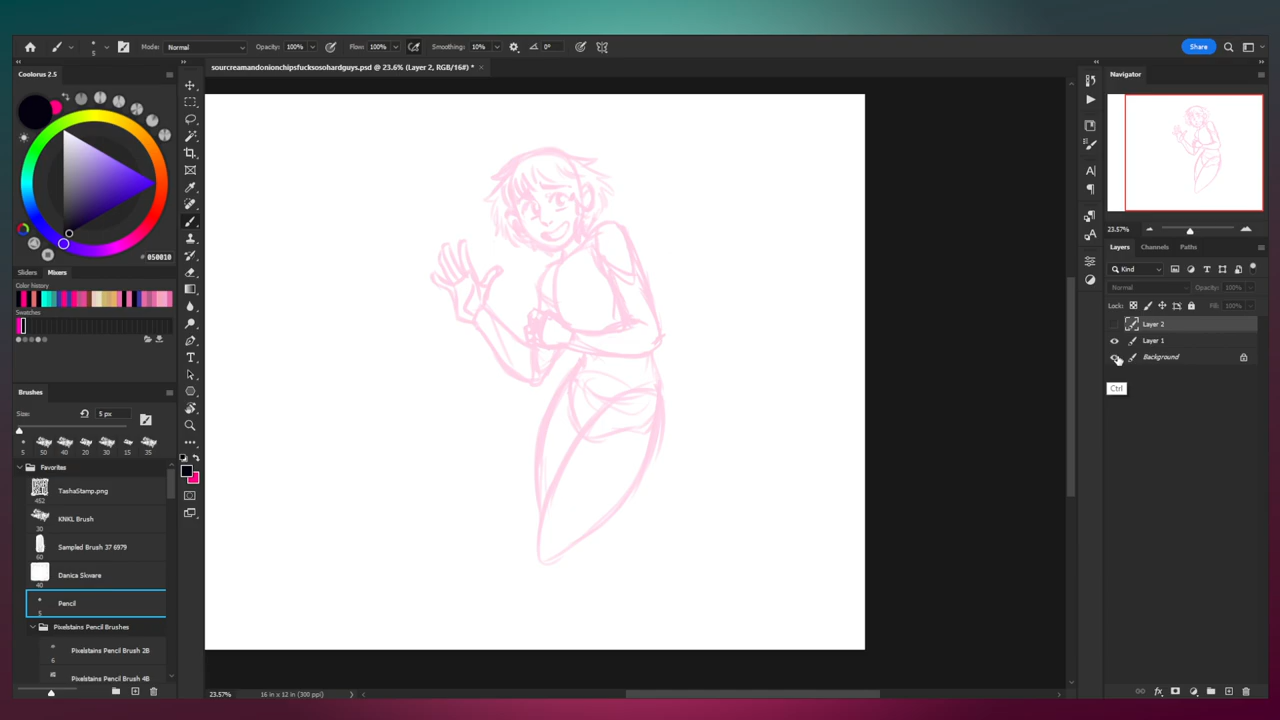 Mode: Normal Opacity: 100% Flow: 100% Smoothing: 10% 0° Share
5
Coolorus 2.5
sourcreamandonionchipsfucksosohardguys.psd @ 23.6% (Layer 2, RGB/16#) * ×
Navigator
# 050010
Sliders Mixers
Color history
Swatches
23.57%
Layers Channels Paths
Kind
Normal Opacity: 100%
Lock: Fill: 100%
Layer 2
Layer 1
Background
Ctrl
Brushes
Size: 5 px
5 50 40 20 30 15 35
Favorites
TashaStamp.png
452
KNKL Brush
30
Sampled Brush 37 6979
60
Danica Skware
40
Pencil
5
Pixelstains Pencil Brushes
Pixelstains Pencil Brush 2B
6
Pixelstains Pencil Brush 4B
23.57% 16 in x 12 in (300 ppi)